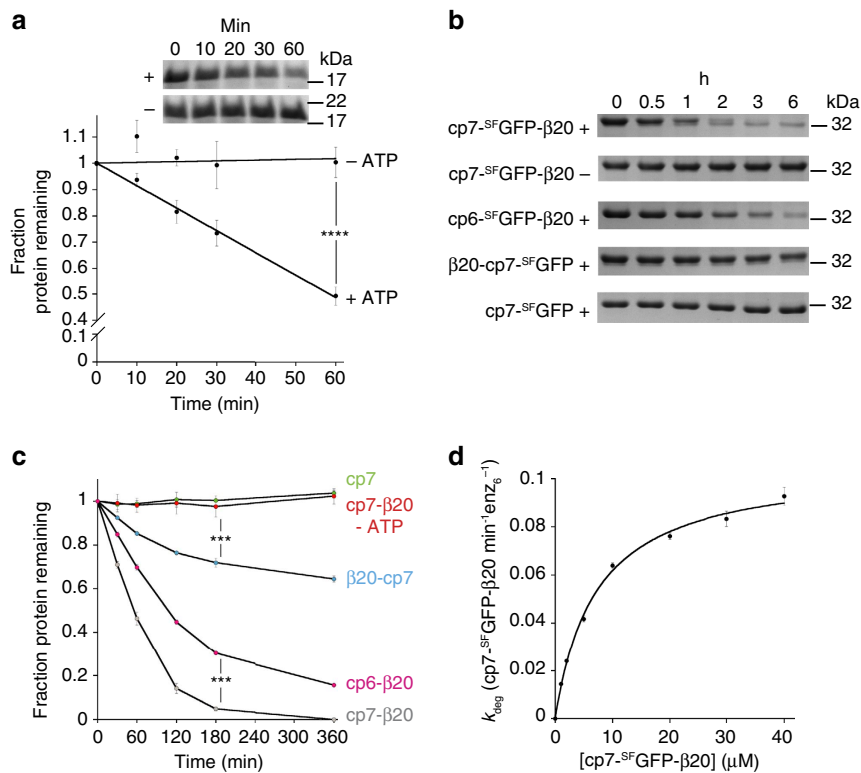 a
Min
0 10 20 30 60
kDa
+
17
−
22
17
1.1
1
0.9
0.8
0.7
0.6
0.5
0.4
0.1
0
Fraction
protein remaining
− ATP
****
+ ATP
0 10 20 30 40 50 60
Time (min)
b
h
0 0.5 1 2 3 6 kDa
cp7-SFGFP-β20 + 32
cp7-SFGFP-β20 − 32
cp6-SFGFP-β20 + 32
β20-cp7-SFGFP + 32
cp7-SFGFP + 32
c
Fraction protein remaining
1
0.8
0.6
0.4
0.2
0
cp7
cp7-β20
- ATP
***
β20-cp7
***
cp6-β20
cp7-β20
0 60 120 180 240 300 360
Time (min)
d
kdeg (cp7-SFGFP-β20 min-1enz6−1)
0.1
0.08
0.06
0.04
0.02
0
0 10 20 30 40
[cp7-SFGFP-β20] (μM)